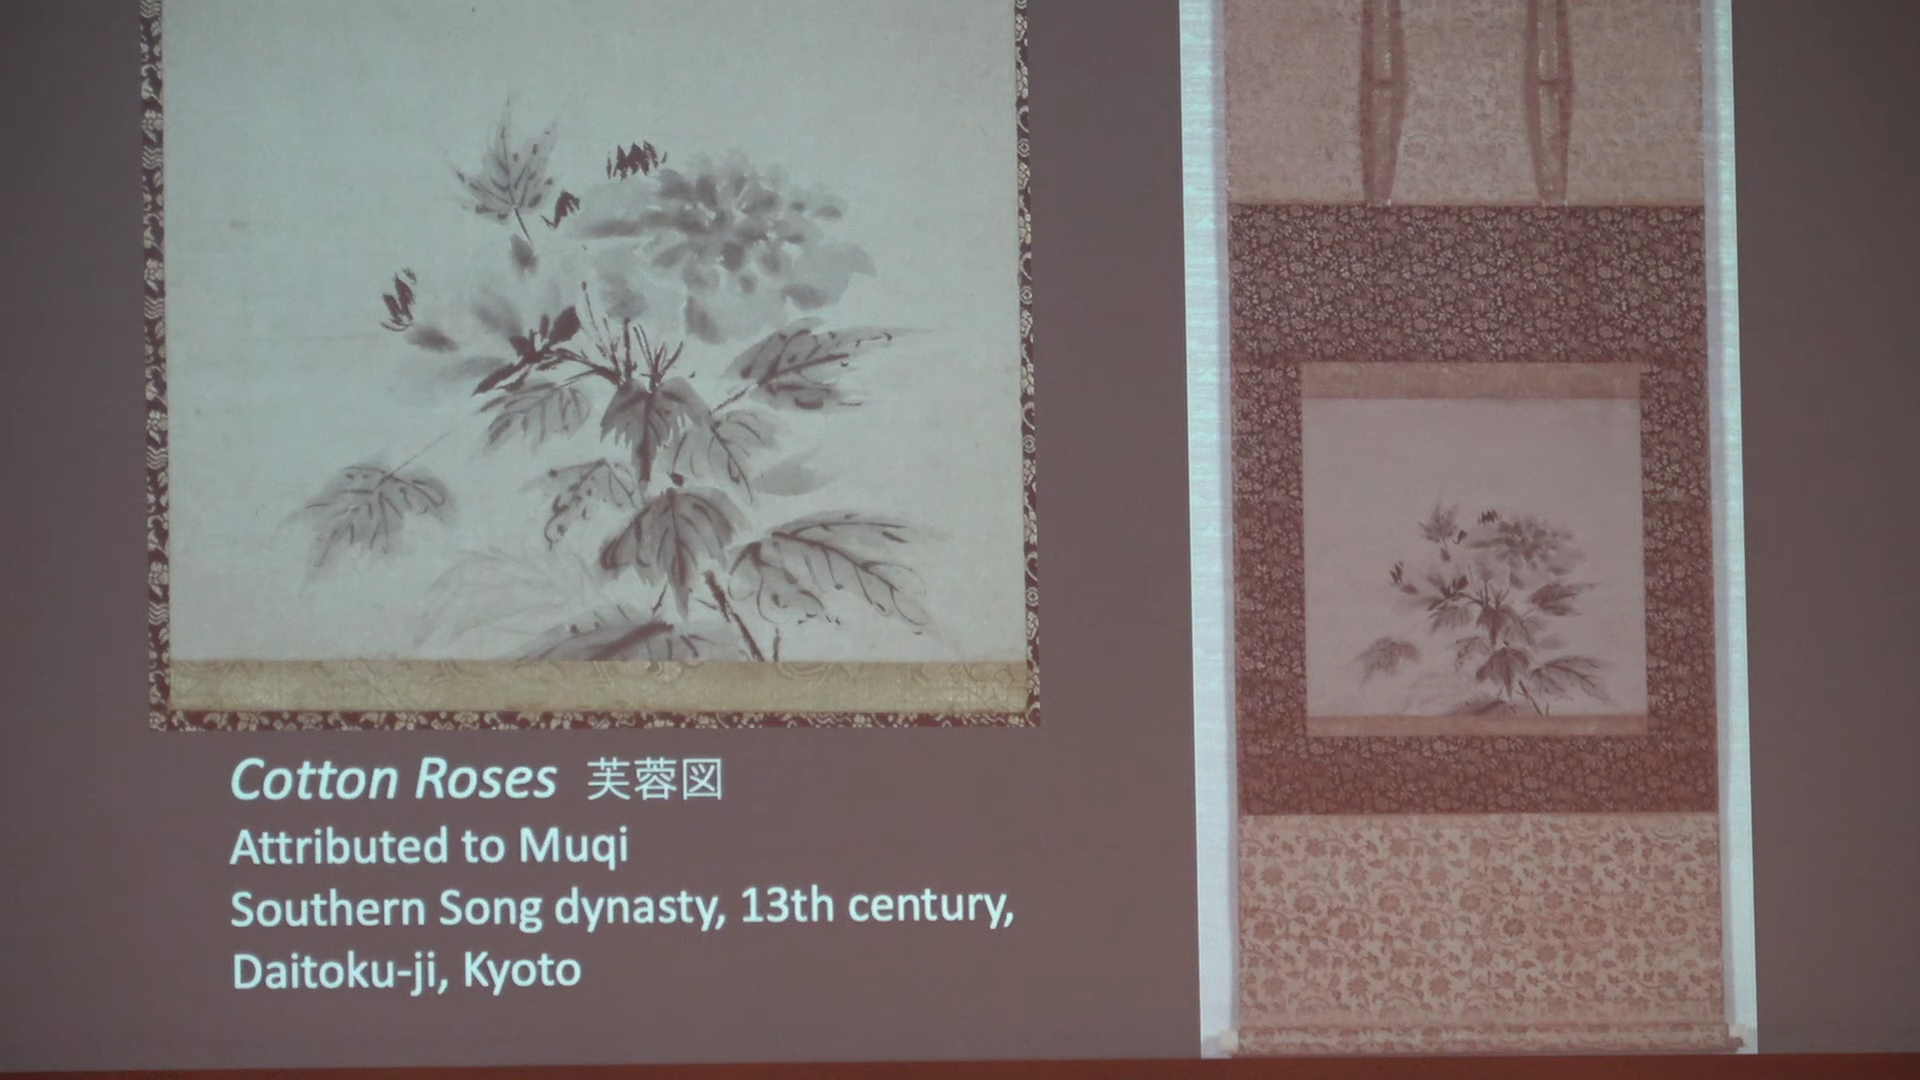 Cotton Roses 芙蓉図
Attributed to Muqi
Southern Song dynasty, 13th century,
Daitoku-ji, Kyoto